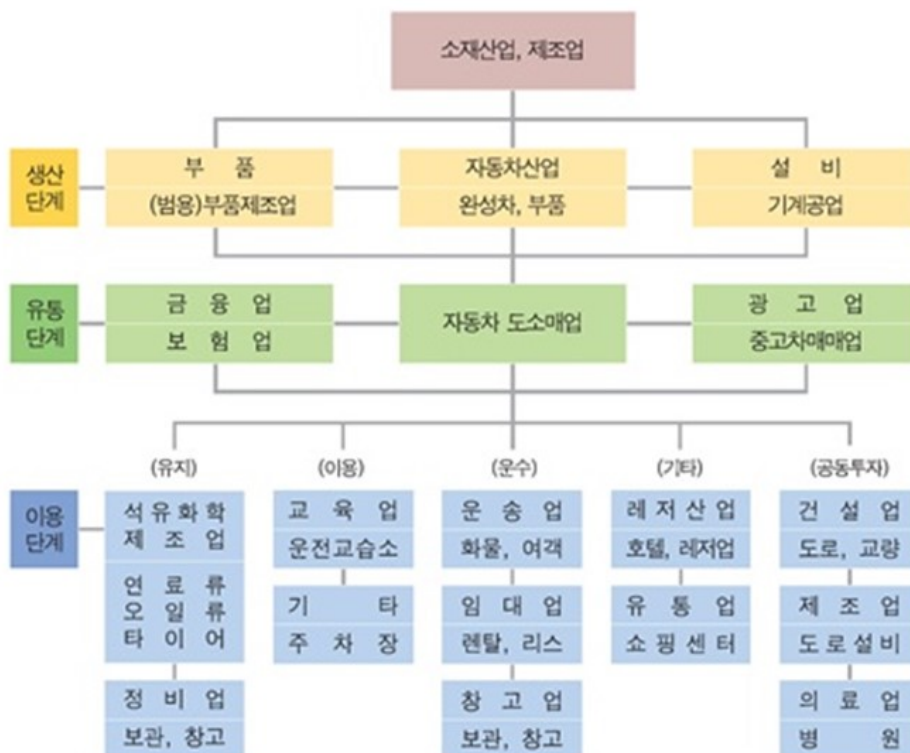 소재산업, 제조업
생산
단계
부 품
(범용)부품제조업
자동차산업
완성차, 부품
설 비
기계공업
유통
단계
금 융 업
보 험 업
자동차 도소매업
광 고 업
중고차매매업
(유지)
(이용)
(운수)
(기타)
(공동투자)
이용
단계
석유화학
제 조 업
연 료 류
오 일 류
타 이 어
정 비 업
보관, 창고
교 육 업
운전교습소
기 타
주 차 장
운 송 업
화물, 여객
임 대 업
렌탈, 리스
창 고 업
보관, 창고
레저산업
호텔, 레저업
유 통 업
쇼핑센터
건 설 업
도로, 교량
제 조 업
도로설비
의 료 업
병 원